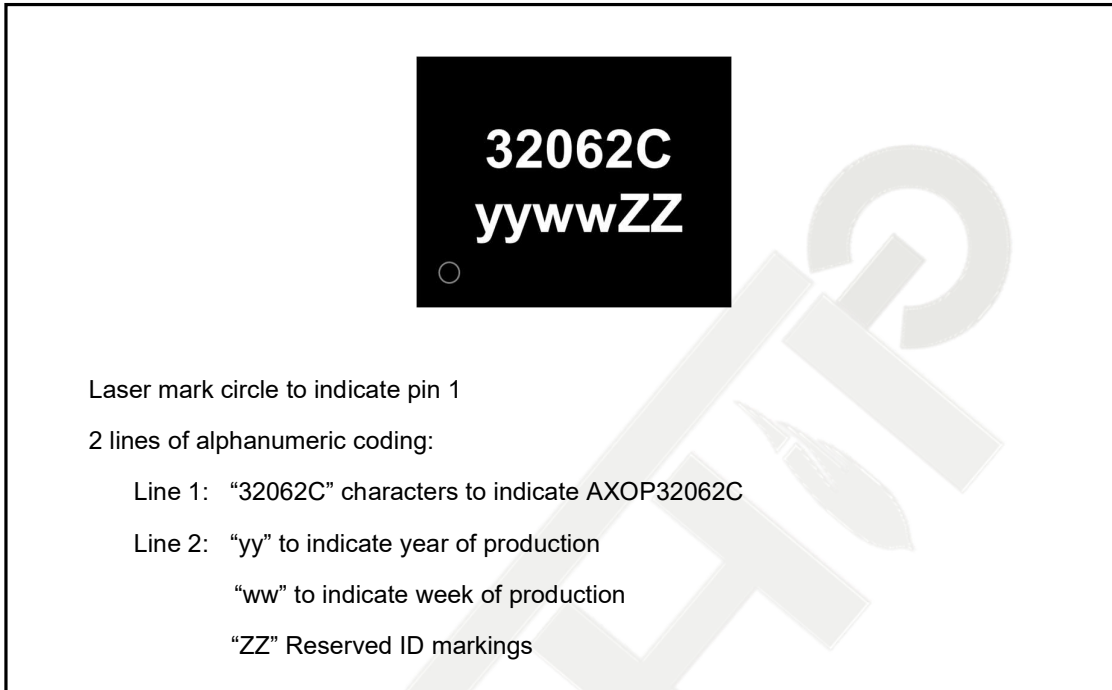 32062C
yywwZZ
Laser mark circle to indicate pin 1
2 lines of alphanumeric coding:
Line 1: “32062C” characters to indicate AXOP32062C
Line 2: “yy” to indicate year of production
“ww” to indicate week of production
“ZZ” Reserved ID markings